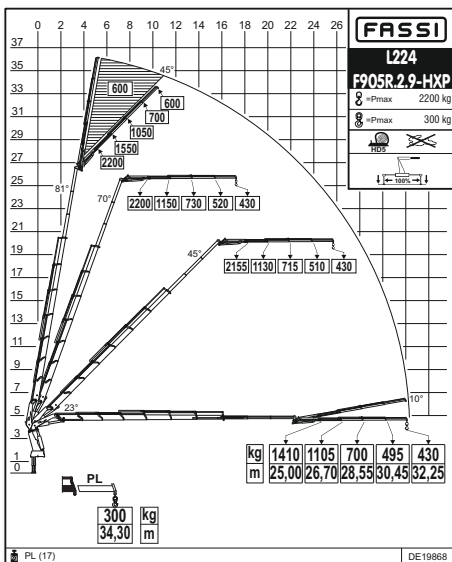 0 2 4 6 8 10 12 14 16 18 20 22 24 26
37
35
33
31
29
27
25
23
21
19
17
15
13
11
9
7
5
3
1
0
FASSI
L224
F905R.2.9-HXP
=Pmax 2200 kg
=Pmax 300 kg
HD5
100%
45°
600
600
700
1050
1550
2200
81°
70°
2200 1150 730 520 430
45°
2155 1130 715 510 430
23°
10°
kg 1410 1105 700 495 430
m 25,00 26,70 28,55 30,45 32,25
PL
300 kg
34,30 m
PL (17)
DE19868